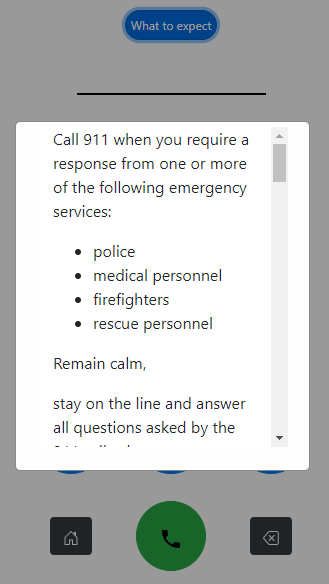 What to expect
Call 911 when you require a
response from one or more
of the following emergency
services:
police
medical personnel
firefighters
rescue personnel
Remain calm,
stay on the line and answer
all questions asked by the